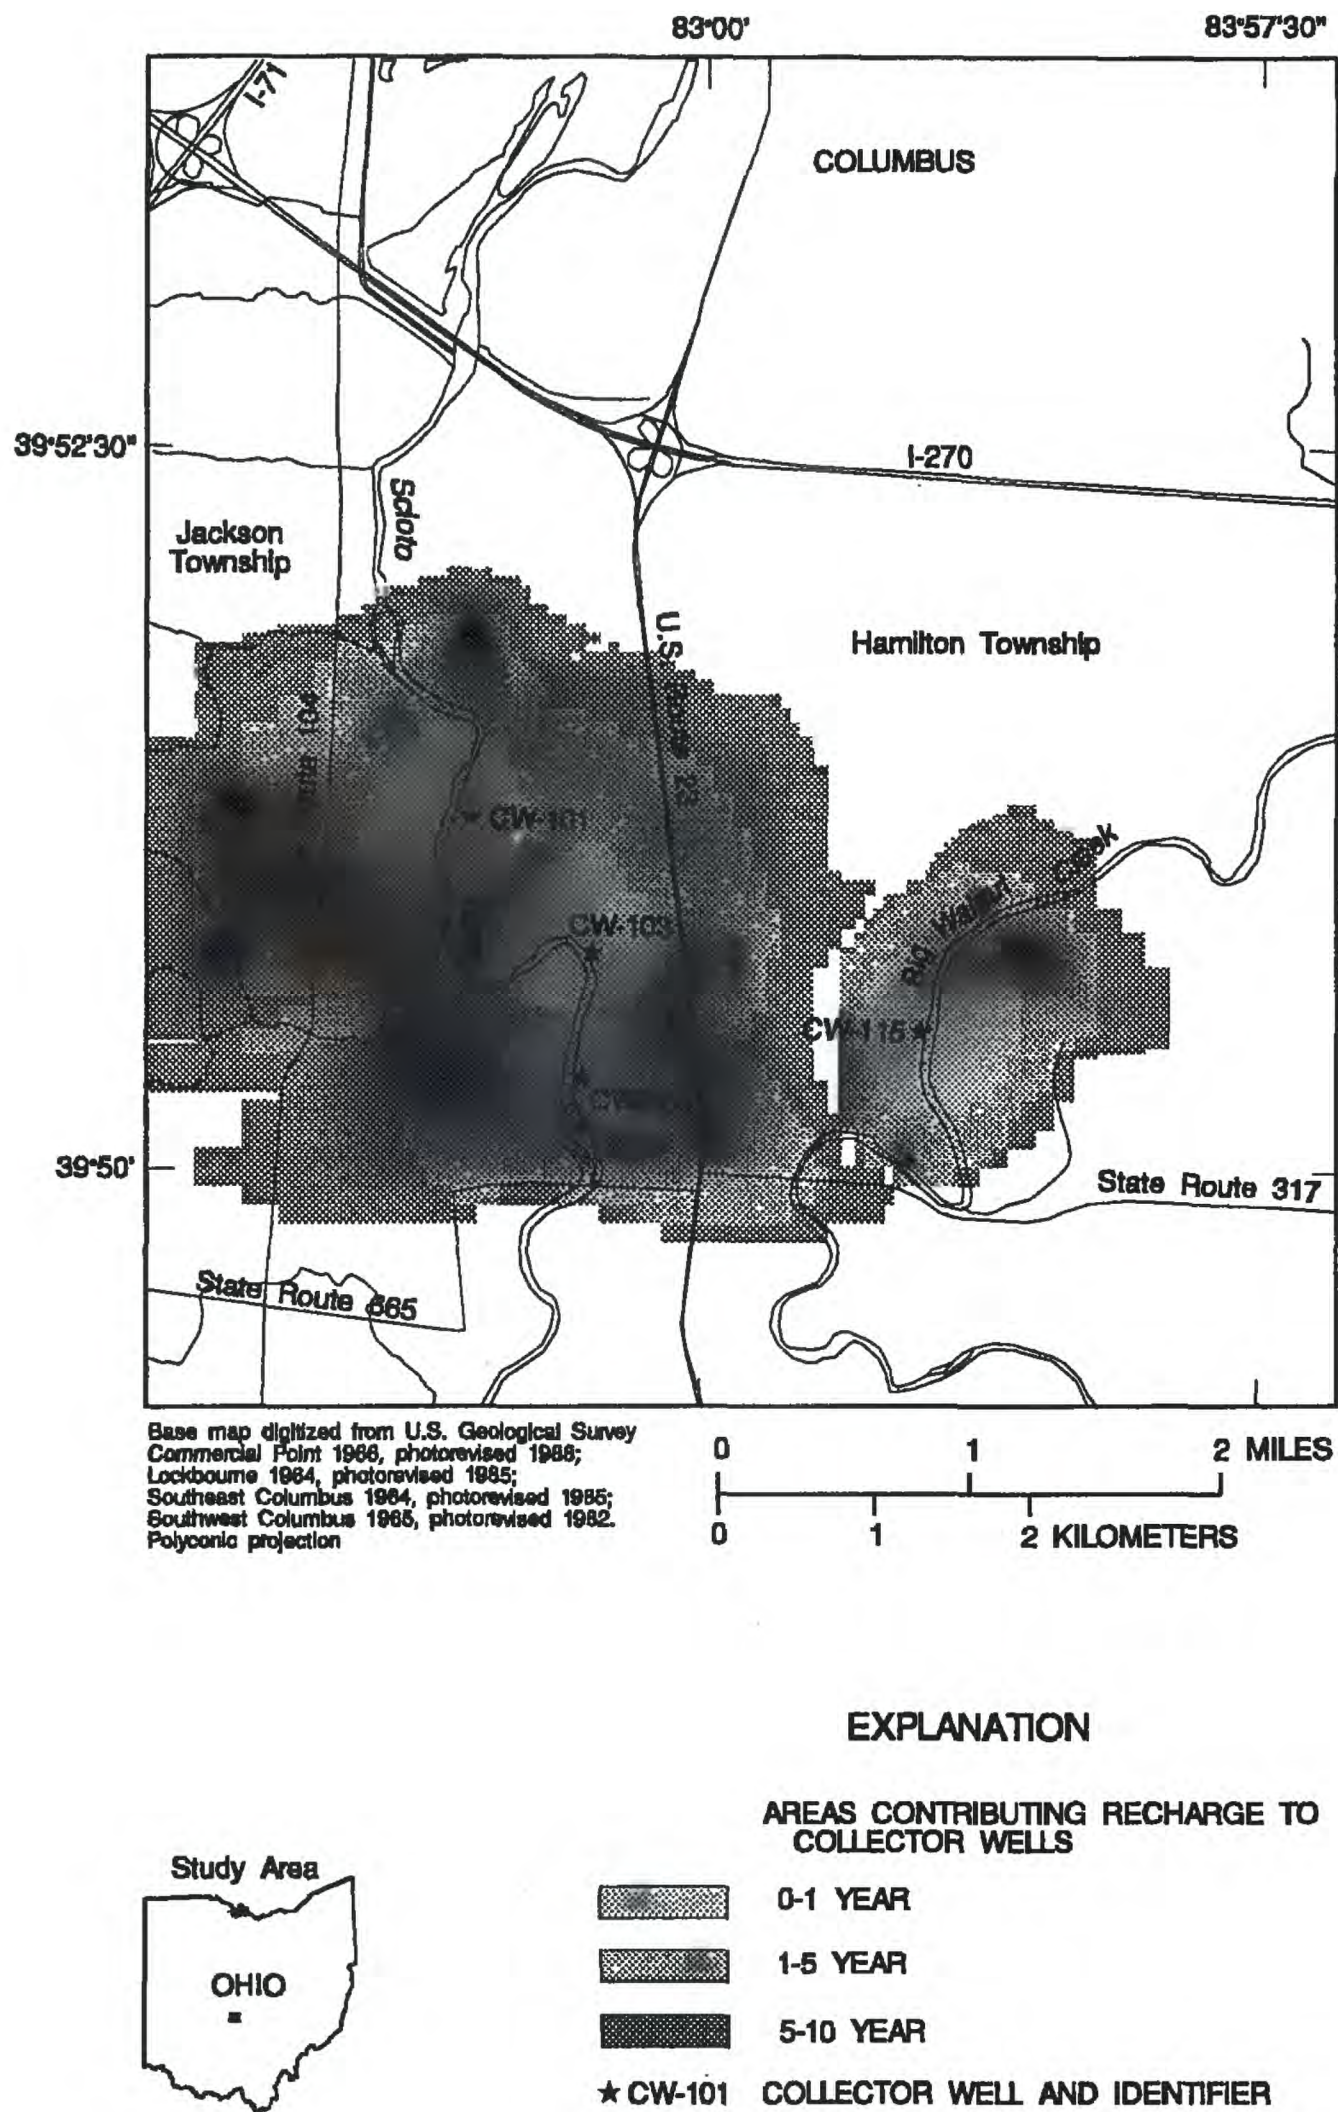 83°00'
83°57'30"
I-71
COLUMBUS
39°52'30"
I-270
Scioto
Jackson
Township
U.S. Route 23
Hamilton Township
104
CW-101
Big Walnut Creek
CW-103
CW-115
39°50'
State Route 317
State Route 665
Base map digitized from U.S. Geological Survey
Commercial Point 1966, photorevised 1986;
Lockbourne 1964, photorevised 1985;
Southeast Columbus 1964, photorevised 1985;
Southwest Columbus 1965, photorevised 1982.
Polyconic projection
0 1 2 MILES
0 1 2 KILOMETERS
EXPLANATION
AREAS CONTRIBUTING RECHARGE TO
COLLECTOR WELLS
Study Area
OHIO
0-1 YEAR
1-5 YEAR
5-10 YEAR
CW-101 COLLECTOR WELL AND IDENTIFIER